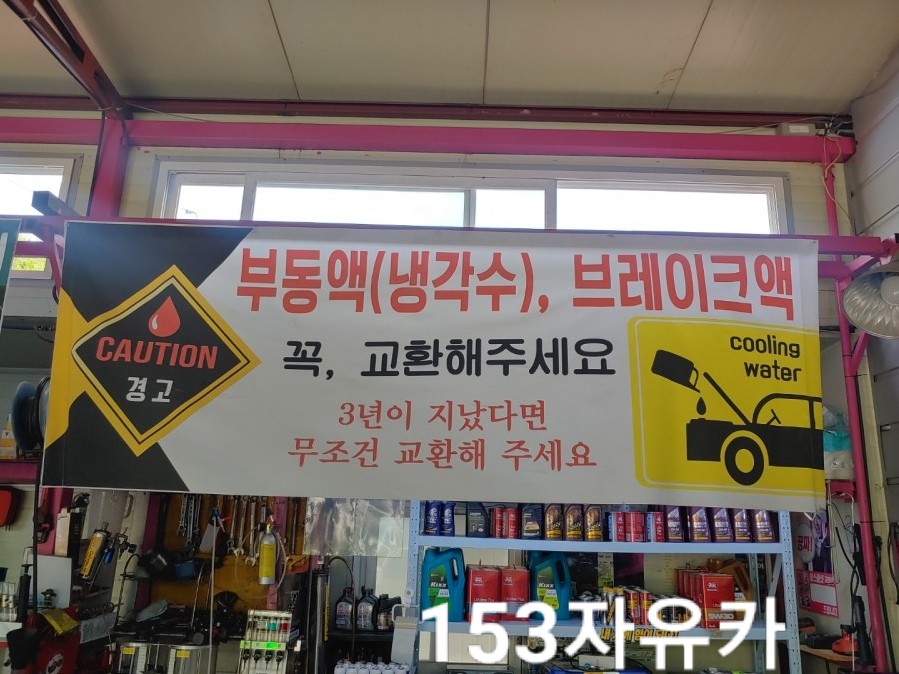 부동액(냉각수), 브레이크액
CAUTION
경고
꼭, 교환해주세요
3년이 지났다면
무조건 교환해 주세요
cooling
water
Kixx
Kixx
153자유카